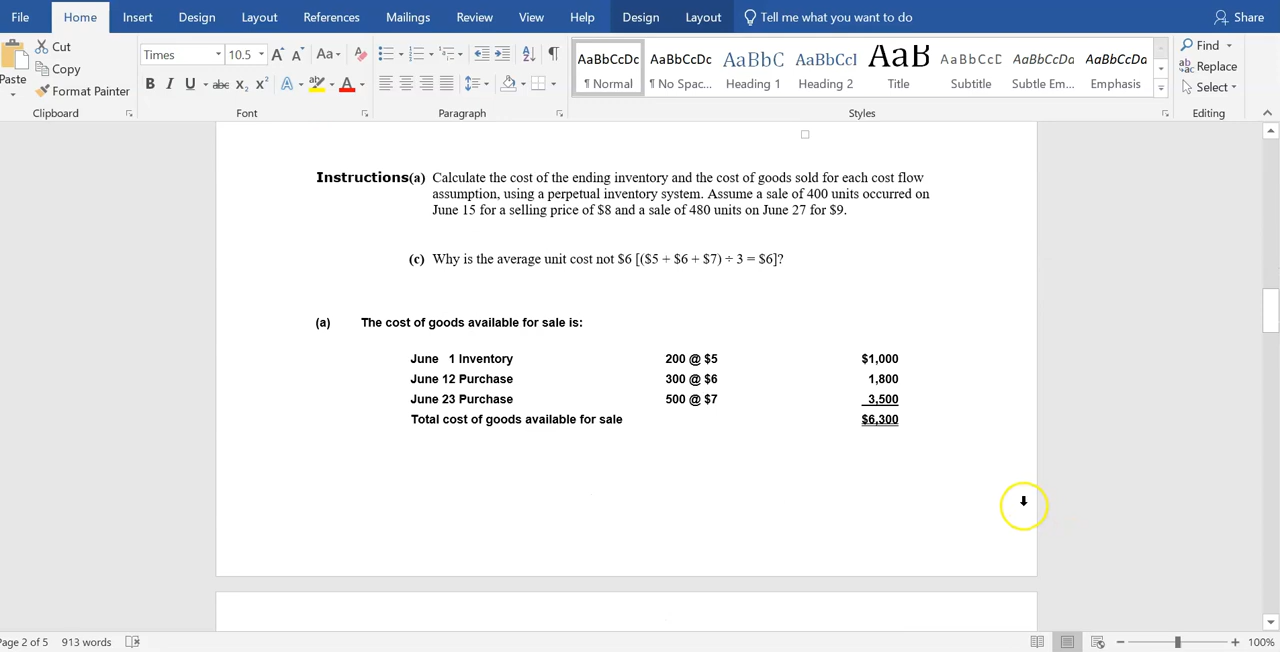 File Home Insert Design Layout References Mailings Review View Help Design Layout Tell me what you want to do Share
Cut
Copy
Format Painter
Paste
Clipboard
Times 10.5 Aa
B I U abc X₂ X² A ab A
Font
Paragraph
AaBbCcDc AaBbCcDc AaBbC AaBbCcI AaB AaBbCcD AaBbCcDa AaBbCcDa
¶ Normal ¶ No Spac... Heading 1 Heading 2 Title Subtitle Subtle Em... Emphasis
Styles
Find
Replace
Select
Editing
Instructions(a) Calculate the cost of the ending inventory and the cost of goods sold for each cost flow
assumption, using a perpetual inventory system. Assume a sale of 400 units occurred on
June 15 for a selling price of $8 and a sale of 480 units on June 27 for $9.
(c) Why is the average unit cost not $6 [($5 + $6 + $7) ÷ 3 = $6]?
(a) The cost of goods available for sale is:
June 1 Inventory 200 @ $5 $1,000
June 12 Purchase 300 @ $6 1,800
June 23 Purchase 500 @ $7 3,500
Total cost of goods available for sale $6,300
Page 2 of 5 913 words 100%